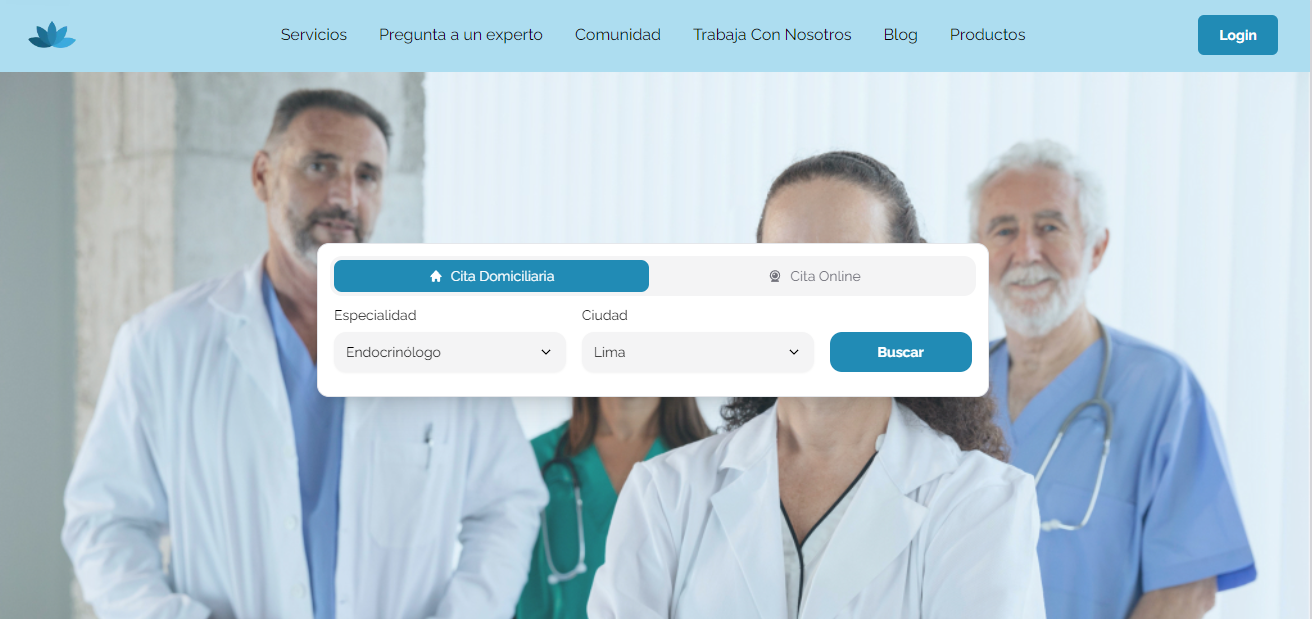 Servicios Pregunta a un experto Comunidad Trabaja Con Nosotros Blog Productos Login
Cita Domiciliaria Cita Online
Especialidad Ciudad
Endocrinólogo Lima Buscar